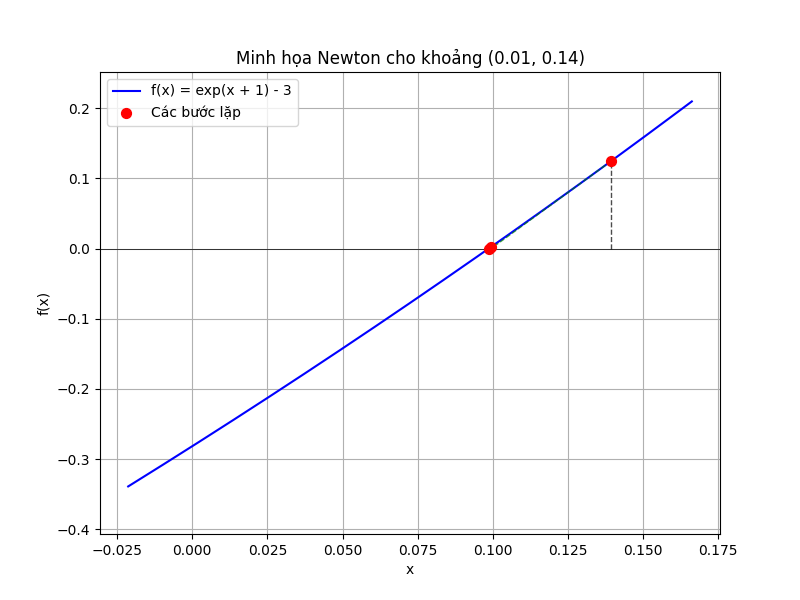 Minh họa Newton cho khoảng (0.01, 0.14)
f(x) = exp(x + 1) - 3
Các bước lặp
0.2
0.1
0.0
−0.1
−0.2
−0.3
−0.4
f(x)
−0.025 0.000 0.025 0.050 0.075 0.100 0.125 0.150 0.175
x